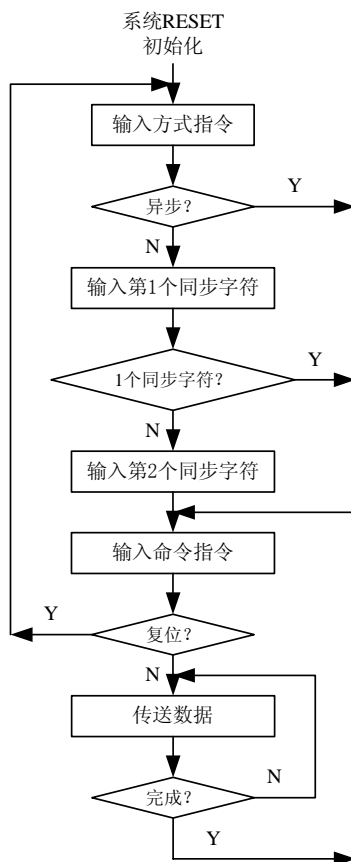 系统RESET
初始化
输入方式指令
异步?
Y
N
输入第1个同步字符
1个同步字符?
Y
N
输入第2个同步字符
输入命令指令
Y
复位?
N
传送数据
N
完成?
Y